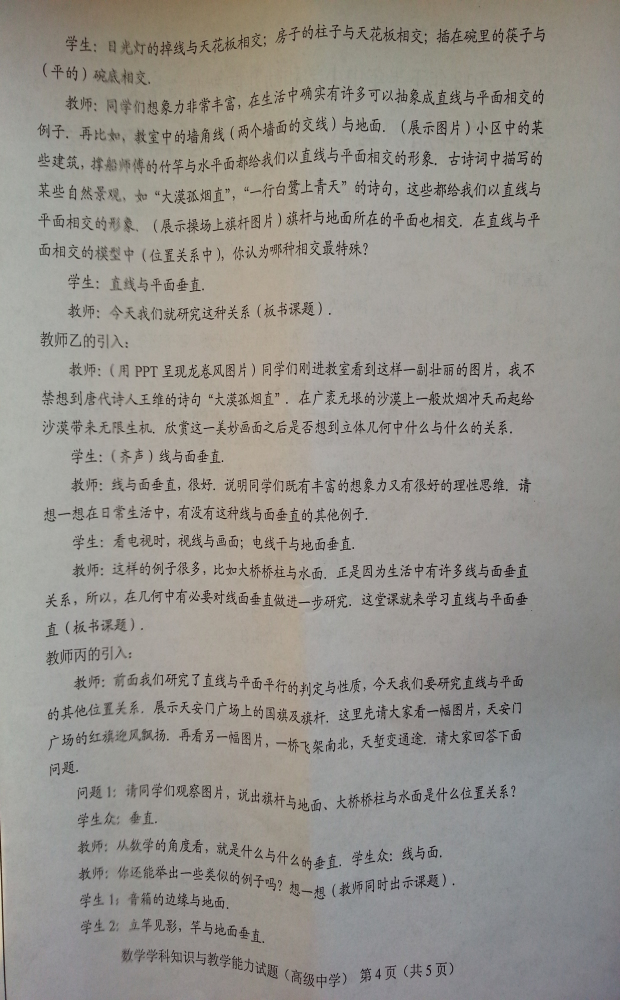 学生：日光灯的掉线与天花板相交；房子的柱子与天花板相交；插在碗里的筷子与
（平的）碗底相交.
教师：同学们想象力非常丰富，在生活中确实有许多可以抽象成直线与平面相交的
例子．再比如，教室中的墙角线（两个墙面的交线）与地面．（展示图片）小区中的某
些建筑，撑船师傅的竹竿与水平面都给我们以直线与平面相交的形象．古诗词中描写的
某些自然景观，如“大漠孤烟直”，“一行白鹭上青天”的诗句，这些都给我们以直线与
平面相交的形象．（展示操场上旗杆图片）旗杆与地面所在的平面也相交．在直线与平
面相交的模型中（位置关系中），你认为哪种相交最特殊？
学生：直线与平面垂直.
教师：今天我们就研究这种关系（板书课题）.
教师乙的引入：
教师：（用 PPT 呈现龙卷风图片）同学们刚进教室看到这样一副壮丽的图片，我不
禁想到唐代诗人王维的诗句“大漠孤烟直”．在广袤无垠的沙漠上一般炊烟冲天而起给
沙漠带来无限生机．欣赏这一美妙画面之后是否想到立体几何中什么与什么的关系.
学生：（齐声）线与面垂直.
教师：线与面垂直，很好．说明同学们既有丰富的想象力又有很好的理性思维．请
想一想在日常生活中，有没有这种线与面垂直的其他例子.
学生：看电视时，视线与画面；电线干与地面垂直.
教师：这样的例子很多，比如大桥桥柱与水面．正是因为生活中有许多线与面垂直
关系，所以，在几何中有必要对线面垂直做进一步研究．这堂课就来学习直线与平面垂
直（板书课题）.
教师丙的引入：
教师：前面我们研究了直线与平面平行的判定与性质，今天我们要研究直线与平面
的其他位置关系．展示天安门广场上的国旗及旗杆．这里先请大家看一幅图片，天安门
广场的红旗迎风飘扬．再看另一幅图片，一桥飞架南北，天堑变通途．请大家回答下面
问题.
问题 1：请同学们观察图片，说出旗杆与地面、大桥桥柱与水面是什么位置关系？
学生众：垂直.
教师：从数学的角度看，就是什么与什么的垂直．学生众：线与面.
教师：你还能举出一些类似的例子吗？想一想（教师同时出示课题）.
学生 1：音箱的边缘与地面.
学生 2：立竿见影，竿与地面垂直.
数学学科知识与教学能力试题（高级中学） 第 4 页（共 5 页）